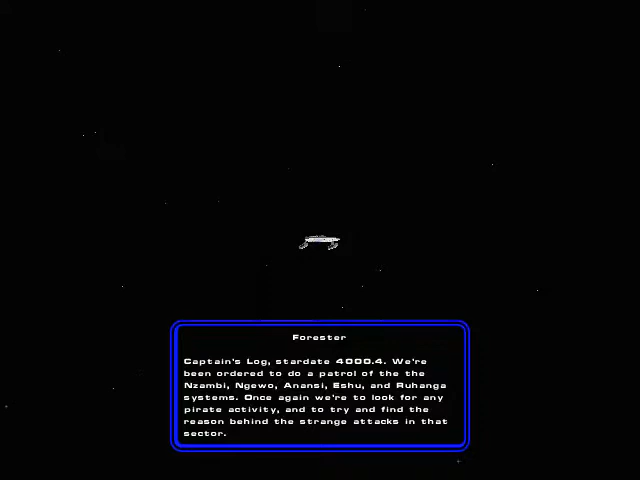 Forester
Captain's Log, stardate 4000.4. We're
been ordered to do a patrol of the the
Nzambi, Ngewo, Anansi, Eshu, and Ruhanga
systems. Once again we're to look for any
pirate activity, and to try and find the
reason behind the strange attacks in that
sector.